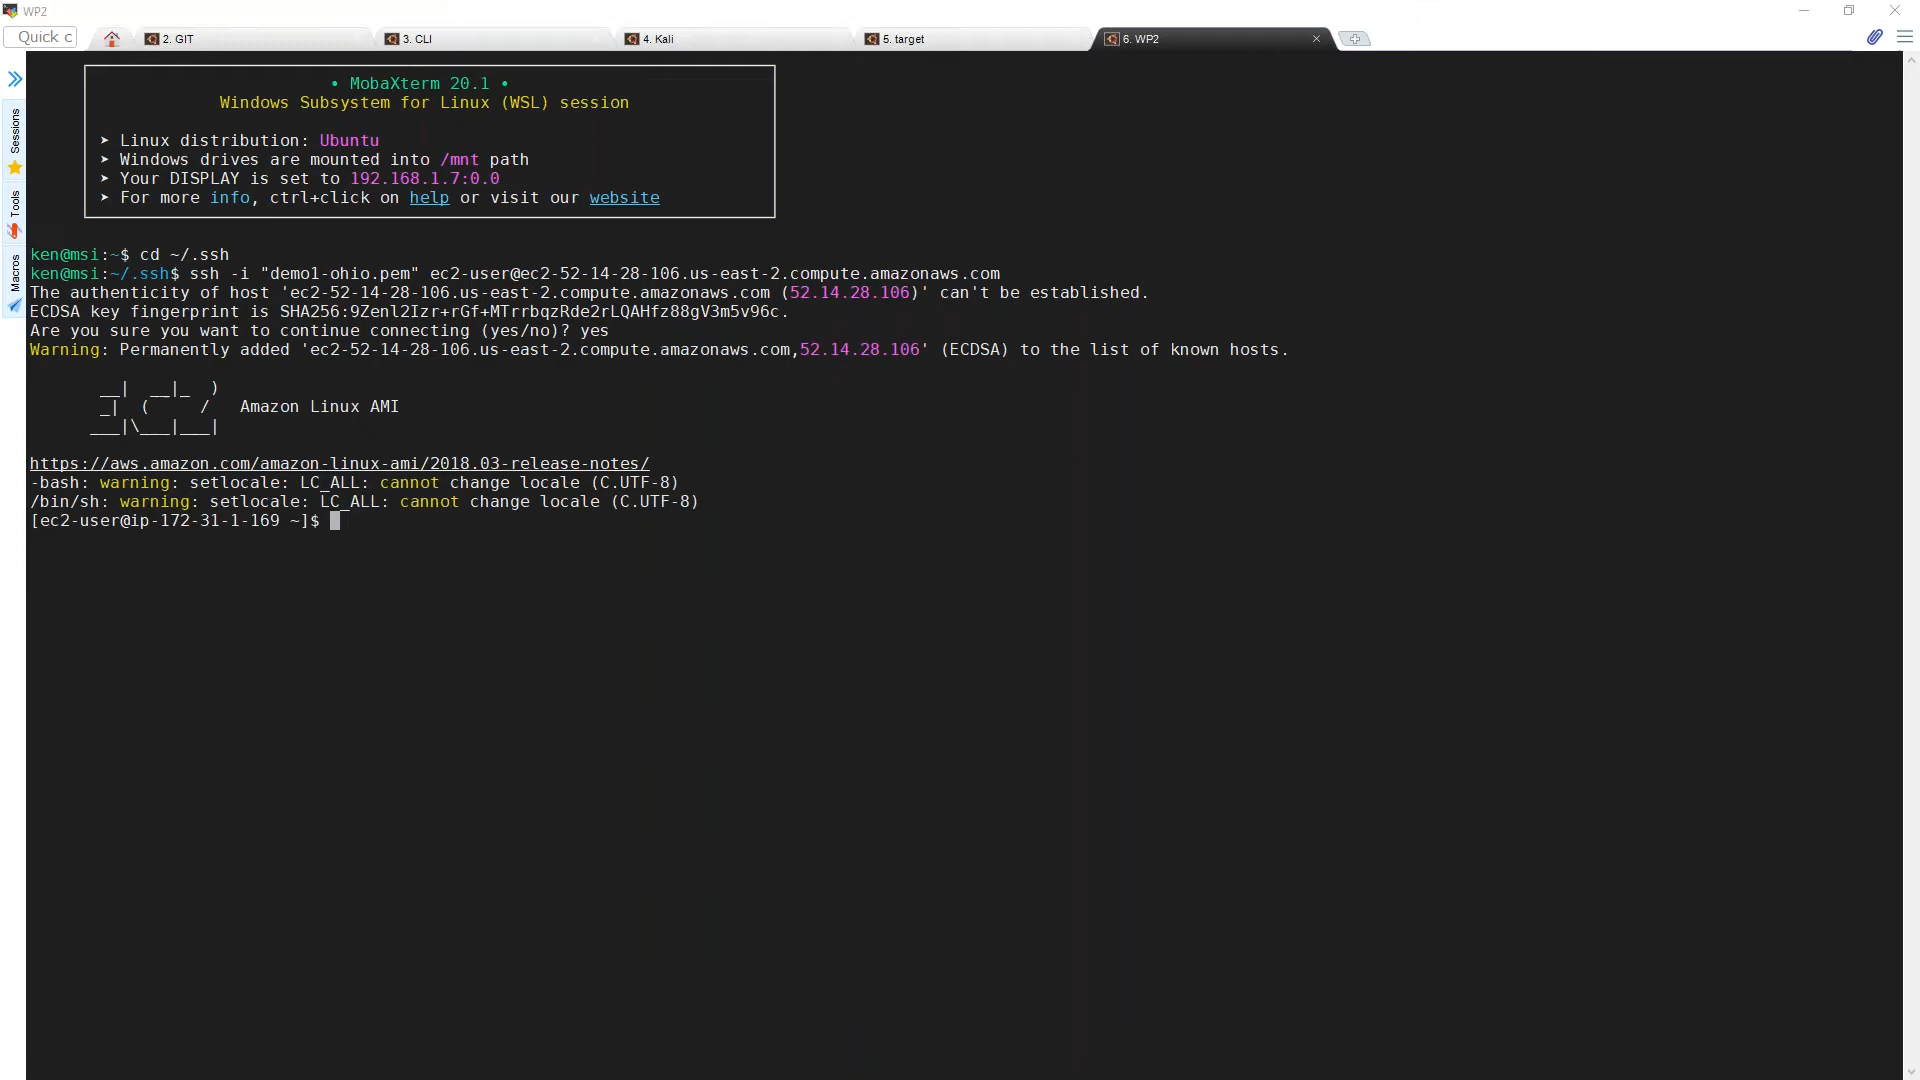 WP2
Quick c
2. GIT
3. CLI
4. Kali
5. target
6. WP2
Sessions
Tools
Macros
• MobaXterm 20.1 •
Windows Subsystem for Linux (WSL) session
➤ Linux distribution: Ubuntu
➤ Windows drives are mounted into /mnt path
➤ Your DISPLAY is set to 192.168.1.7:0.0
➤ For more info, ctrl+click on help or visit our website
ken@msi:~$ cd ~/.ssh
ken@msi:~/.ssh$ ssh -i "demo1-ohio.pem" ec2-user@ec2-52-14-28-106.us-east-2.compute.amazonaws.com
The authenticity of host 'ec2-52-14-28-106.us-east-2.compute.amazonaws.com (52.14.28.106)' can't be established.
ECDSA key fingerprint is SHA256:9Zenl2Izr+rGf+MTrrbqzRde2rLQAHfz88gV3m5v96c.
Are you sure you want to continue connecting (yes/no)? yes
Warning: Permanently added 'ec2-52-14-28-106.us-east-2.compute.amazonaws.com,52.14.28.106' (ECDSA) to the list of known hosts.
       __|  __|_  )
       _|  (     /   Amazon Linux AMI
      ___|\___|___|
https://aws.amazon.com/amazon-linux-ami/2018.03-release-notes/
-bash: warning: setlocale: LC_ALL: cannot change locale (C.UTF-8)
/bin/sh: warning: setlocale: LC_ALL: cannot change locale (C.UTF-8)
[ec2-user@ip-172-31-1-169 ~]$